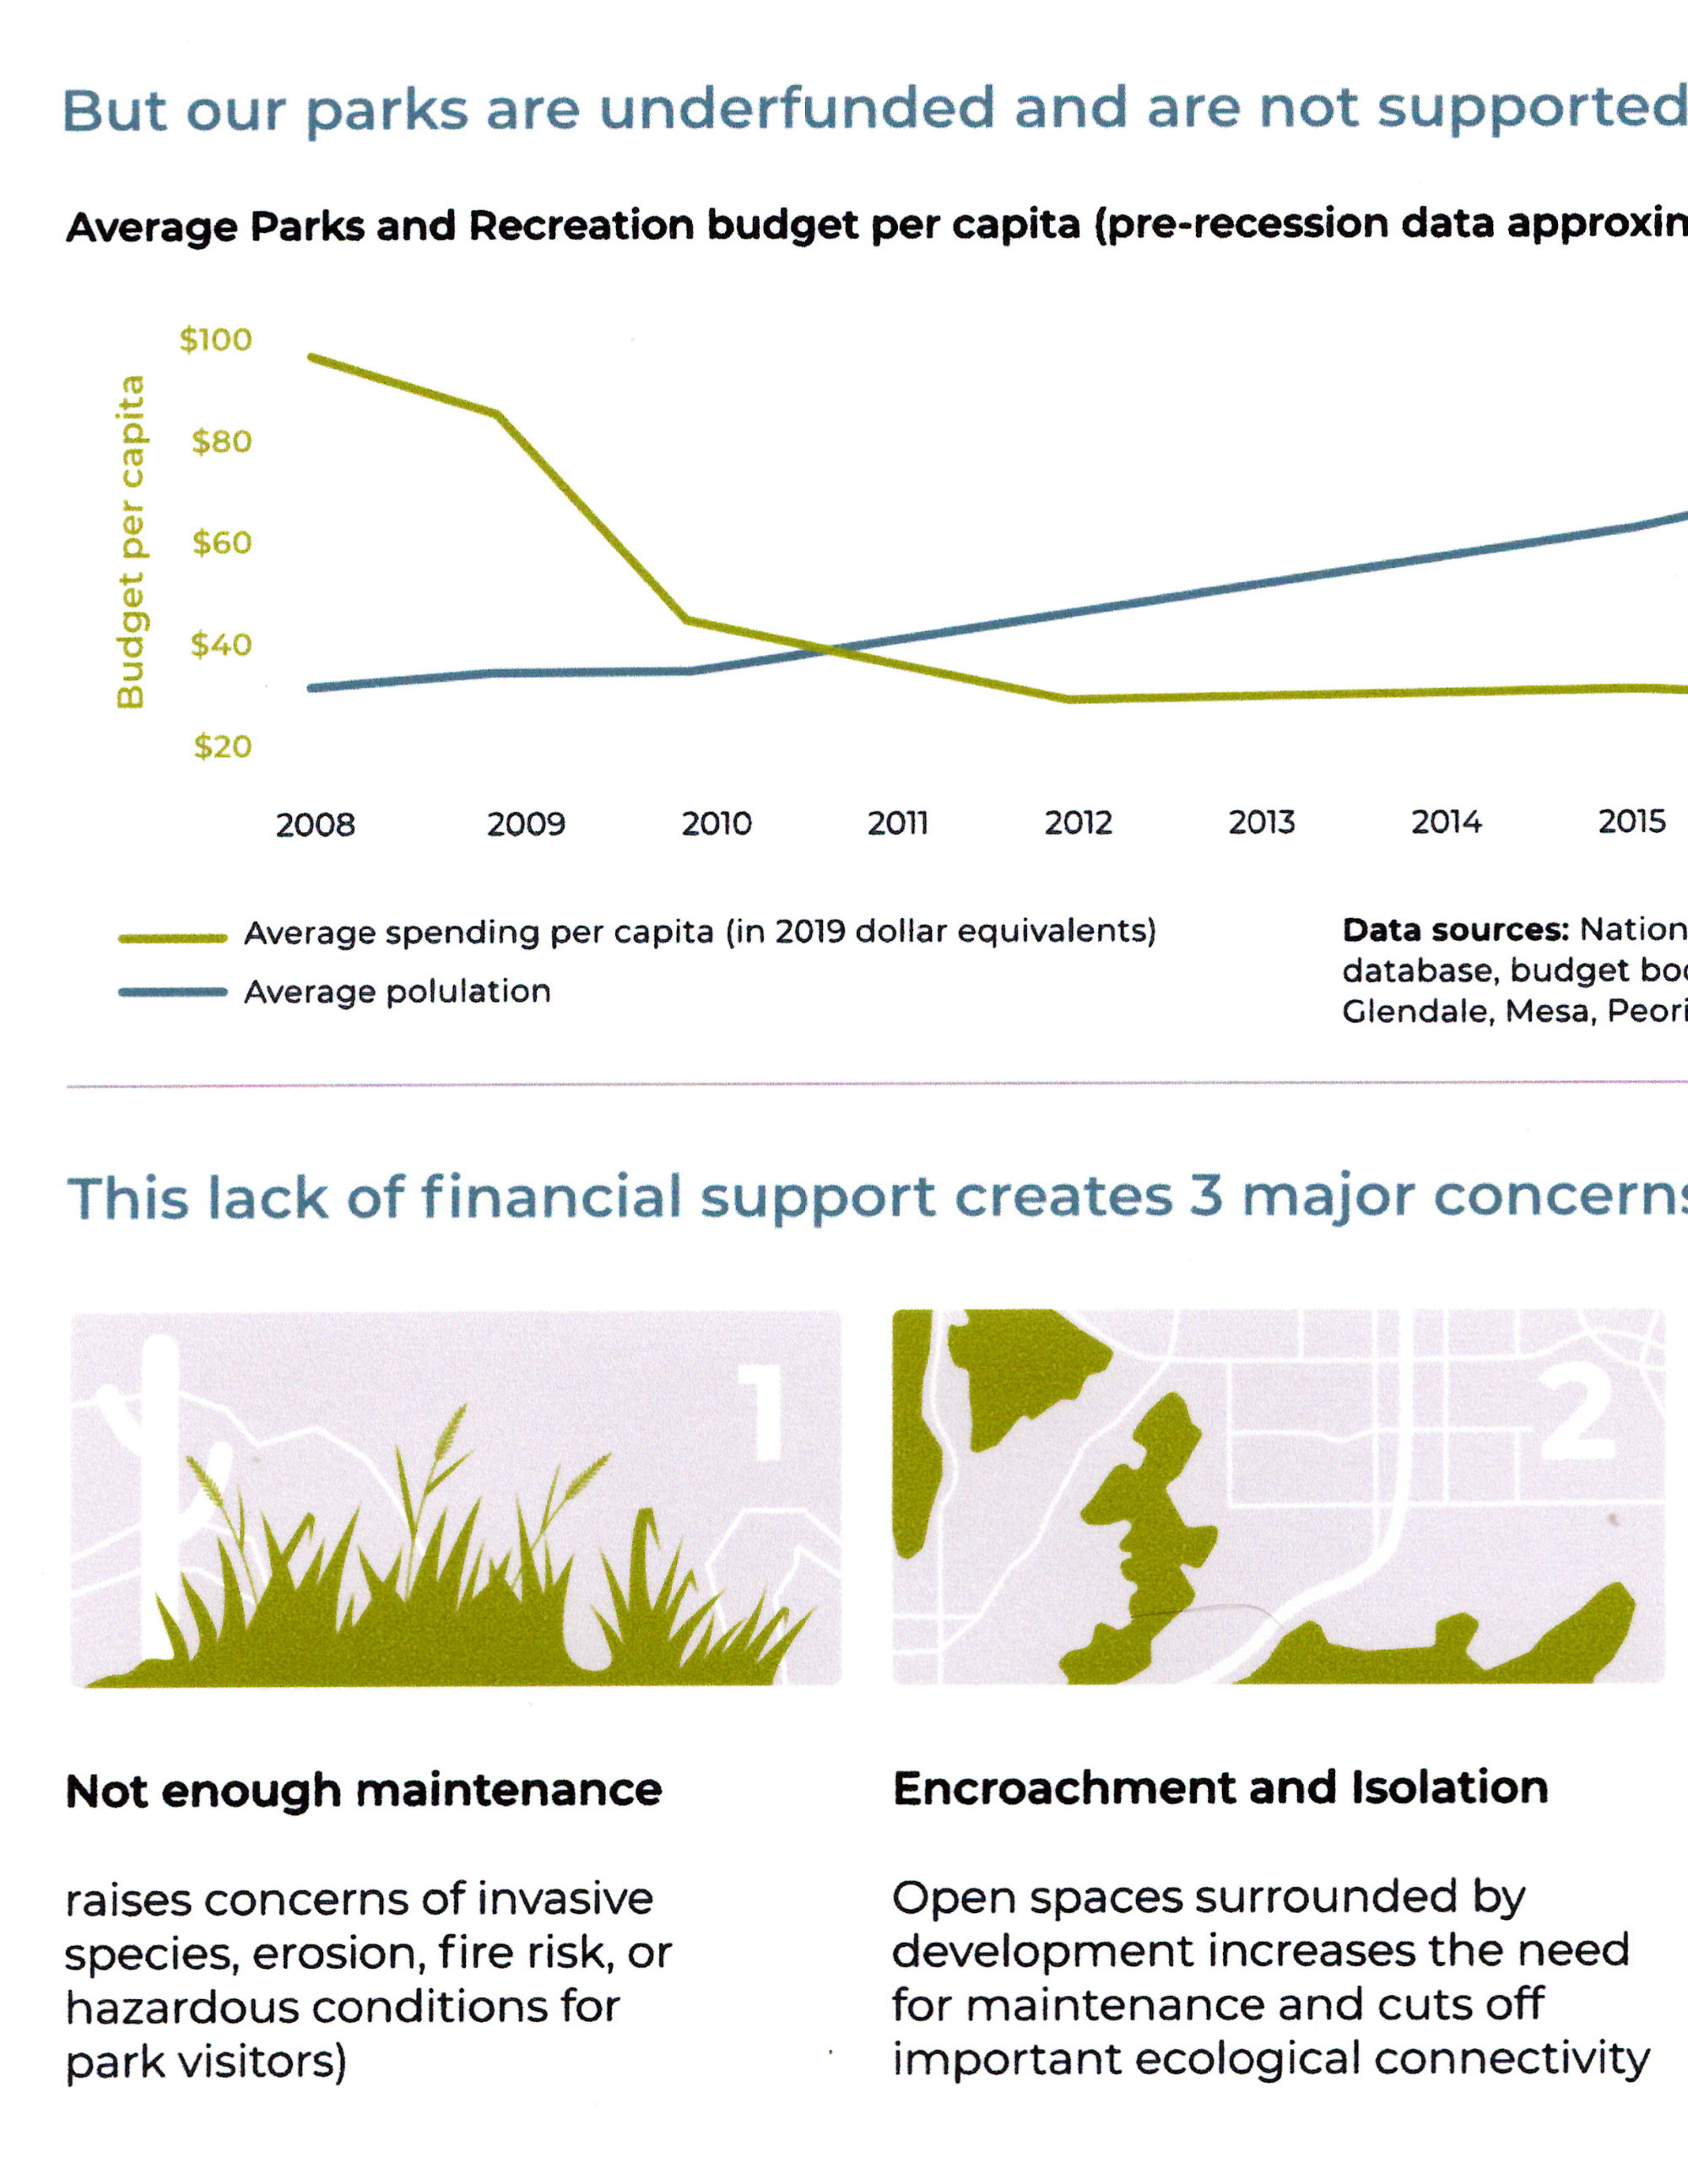 But our parks are underfunded and are not supported
Average Parks and Recreation budget per capita (pre-recession data approxim
Budget per capita
$100
$80
$60
$40
$20
2008 2009 2010 2011 2012 2013 2014 2015
Average spending per capita (in 2019 dollar equivalents)
Average polulation
Data sources: Nation
database, budget boo
Glendale, Mesa, Peori
This lack of financial support creates 3 major concerns
1
2
Not enough maintenance
raises concerns of invasive
species, erosion, fire risk, or
hazardous conditions for
park visitors)
Encroachment and Isolation
Open spaces surrounded by
development increases the need
for maintenance and cuts off
important ecological connectivity